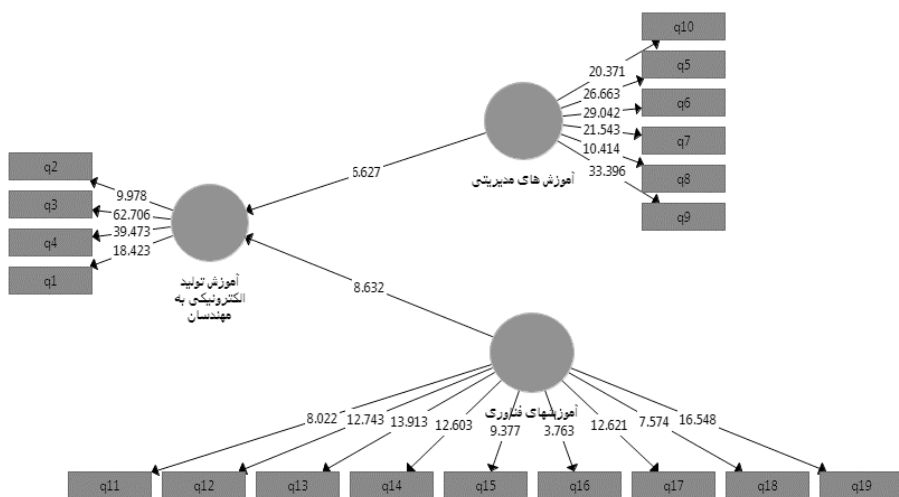 q10
q5
q6
q7
q8
q9
20.371
26.663
29.042
21.543
10.414
33.396
آموزش های مدیریتی
6.627
q2
q3
q4
q1
9.978
62.706
39.473
18.423
آموزش تولید
الکترونیکی به
مهندسان
8.632
آموزشهای فناوری
8.022
12.743
13.913
12.603
9.377
3.763
12.621
7.574
16.548
q11
q12
q13
q14
q15
q16
q17
q18
q19